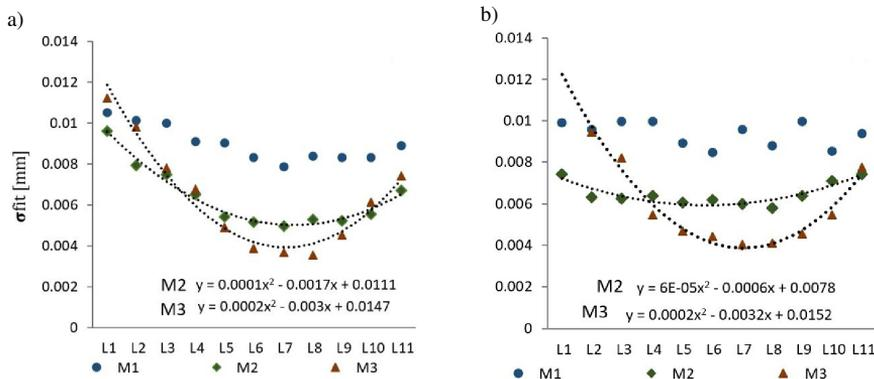 a)
0.014
0.012
0.01
0.008
0.006
0.004
0.002
0
σfit [mm]
M2 y = 0.0001x² - 0.0017x + 0.0111
M3 y = 0.0002x² - 0.003x + 0.0147
L1 L2 L3 L4 L5 L6 L7 L8 L9 L10 L11
M1 M2 M3
b)
0.014
0.012
0.01
0.008
0.006
0.004
0.002
0
M2 y = 6E-05x² - 0.0006x + 0.0078
M3 y = 0.0002x² - 0.0032x + 0.0152
L1 L2 L3 L4 L5 L6 L7 L8 L9 L10 L11
M1 M2 M3